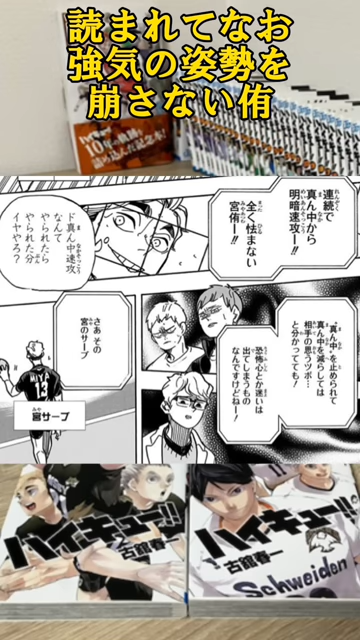 読まれてなお
強気の姿勢を
崩さない侑
連続で
真ん中から
明暗速攻ー!
全く怯まない
宮侑ー!!
ド真ん中速攻
なんて
やられたら
やられた分
イヤやろ?
"真ん中"を止められて
真ん中を減らしては
相手の思うツボ…
と分かってても!
恐怖心とか迷いは
出てしまうもの
なんですけどねー!
さあ その
宮のサーブ
MIYA
13
宮サーブ
ハイキュー!!
古舘春一
ハイキュー!!
古舘春一
Schweiden